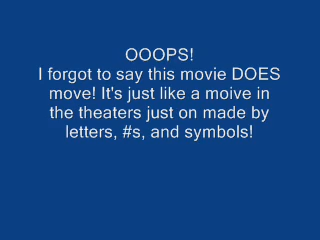 OOOPS!
I forgot to say this movie DOES
move! It's just like a moive in
the theaters just on made by
letters, #s, and symbols!